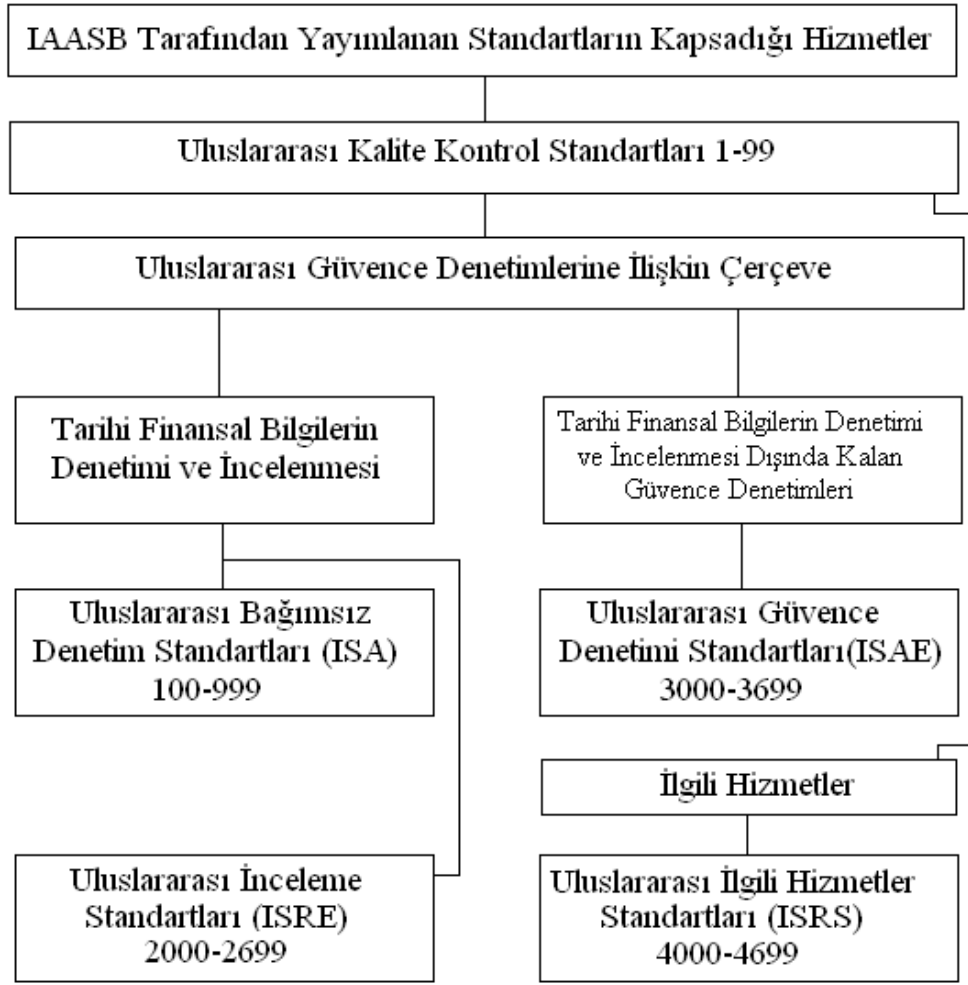 IAASB Tarafından Yayımlanan Standartların Kapsadığı Hizmetler
Uluslararası Kalite Kontrol Standartları 1-99
Uluslararası Güvence Denetimlerine İlişkin Çerçeve
Tarihi Finansal Bilgilerin
Denetimi ve İncelenmesi
Tarihi Finansal Bilgilerin Denetimi
ve İncelenmesi Dışında Kalan
Güvence Denetimleri
Uluslararası Bağımsız
Denetim Standartları (ISA)
100-999
Uluslararası Güvence
Denetimi Standartları(ISAE)
3000-3699
İlgili Hizmetler
Uluslararası İnceleme
Standartları (ISRE)
2000-2699
Uluslararası İlgili Hizmetler
Standartları (ISRS)
4000-4699